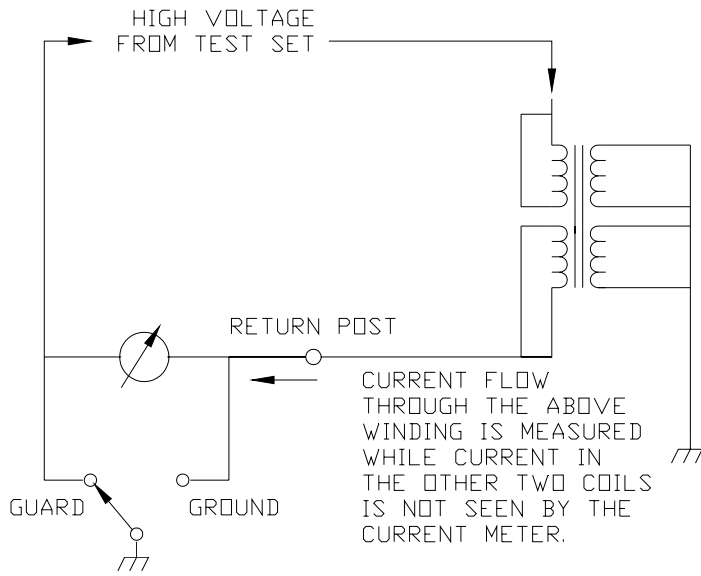 HIGH VOLTAGE
FROM TEST SET
RETURN POST
CURRENT FLOW
THROUGH THE ABOVE
WINDING IS MEASURED
WHILE CURRENT IN
THE OTHER TWO COILS
IS NOT SEEN BY THE
CURRENT METER.
GUARD
GROUND